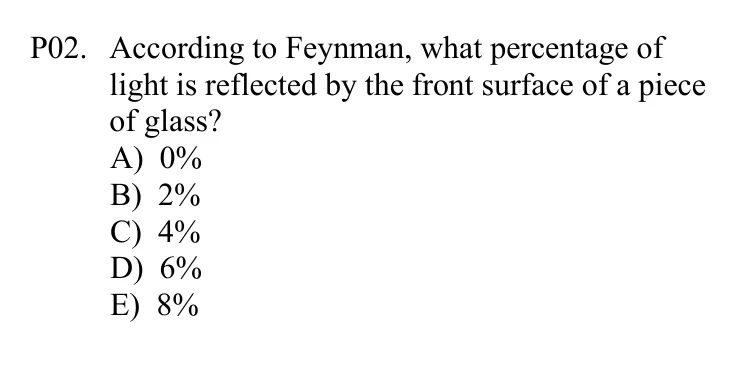 P02. According to Feynman, what percentage of
light is reflected by the front surface of a piece
of glass?
A) 0%
B) 2%
C) 4%
D) 6%
E) 8%